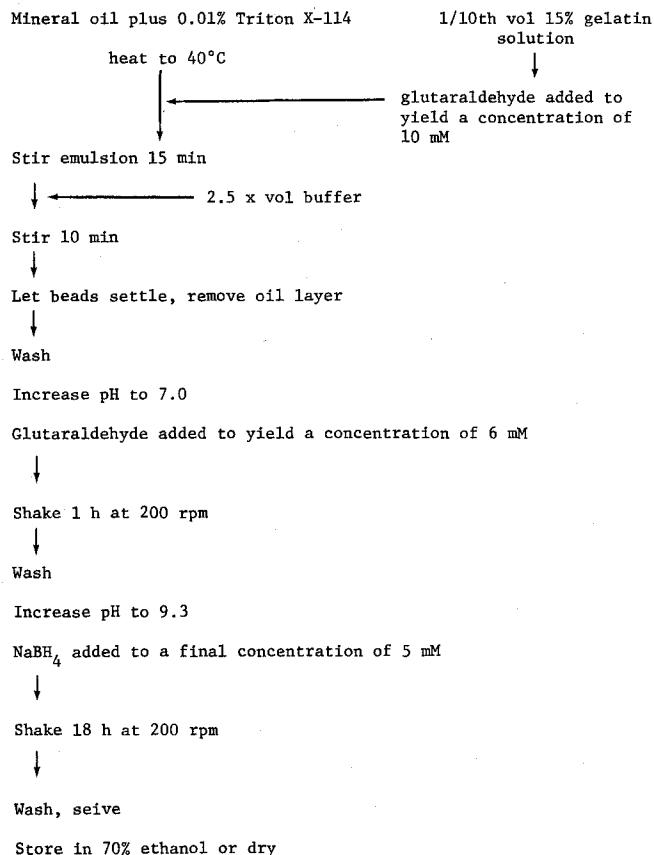 Mineral oil plus 0.01% Triton X-114
1/10th vol 15% gelatin
solution
heat to 40°C
glutaraldehyde added to
yield a concentration of
10 mM
Stir emulsion 15 min
2.5 x vol buffer
Stir 10 min
Let beads settle, remove oil layer
Wash
Increase pH to 7.0
Glutaraldehyde added to yield a concentration of 6 mM
Shake 1 h at 200 rpm
Wash
Increase pH to 9.3
NaBH4 added to a final concentration of 5 mM
Shake 18 h at 200 rpm
Wash, seive
Store in 70% ethanol or dry